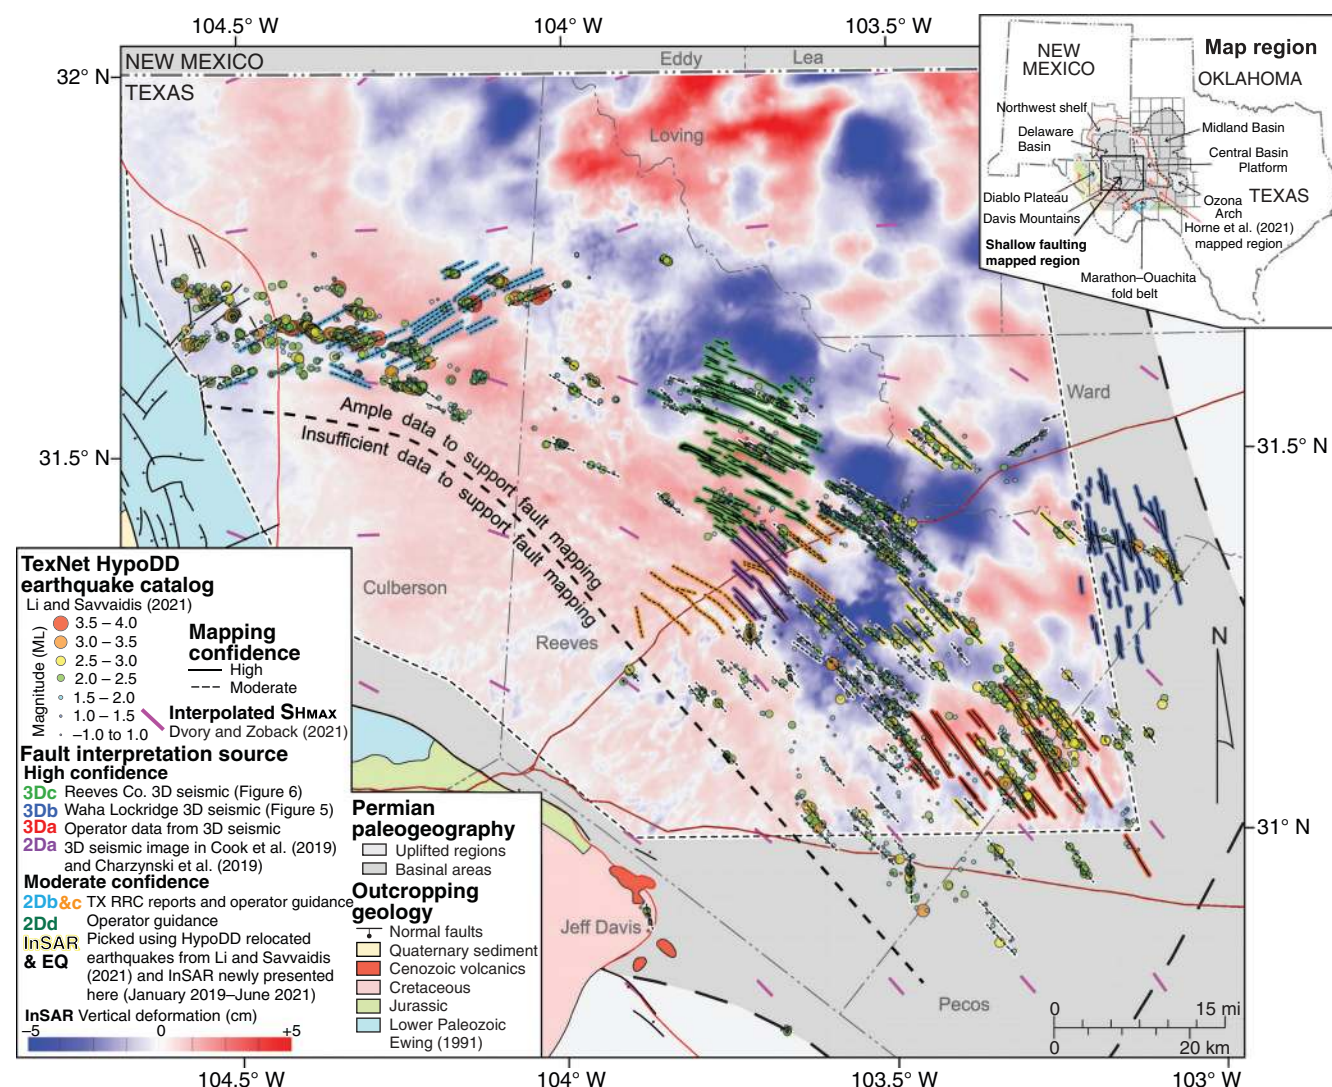 104.5° W
104° W
103.5° W
NEW MEXICO
Eddy
Lea
32° N
TEXAS
Loving
Map region
NEW
MEXICO
OKLAHOMA
Northwest shelf
Delaware
Basin
Midland Basin
Central Basin
Platform
Diablo Plateau
Davis Mountains
Ozona
Arch
TEXAS
Horne et al. (2021)
mapped region
Shallow faulting
mapped region
Marathon–Ouachita
fold belt
Ward
Ample data to support fault mapping
Insufficient data to support fault mapping
31.5° N
31.5° N
Culberson
Reeves
N
31° N
Jeff Davis
Pecos
15 mi
0
0
20 km
TexNet HypoDD
earthquake catalog
Li and Savvaidis (2021)
Magnitude (ML)
3.5 – 4.0
3.0 – 3.5
2.5 – 3.0
2.0 – 2.5
1.5 – 2.0
1.0 – 1.5
–1.0 to 1.0
Mapping
confidence
High
Moderate
Interpolated SHMAX
Dvory and Zoback (2021)
Fault interpretation source
High confidence
3Dc Reeves Co. 3D seismic (Figure 6)
3Db Waha Lockridge 3D seismic (Figure 5)
3Da Operator data from 3D seismic
2Da 3D seismic image in Cook et al. (2019)
and Charzynski et al. (2019)
Moderate confidence
2Db&c TX RRC reports and operator guidance
2Dd Operator guidance
InSAR Picked using HypoDD relocated
& EQ earthquakes from Li and Savvaidis
(2021) and InSAR newly presented
here (January 2019–June 2021)
InSAR Vertical deformation (cm)
–5
0
+5
Permian
paleogeography
Uplifted regions
Basinal areas
Outcropping
geology
Normal faults
Quaternary sediment
Cenozoic volcanics
Cretaceous
Jurassic
Lower Paleozoic
Ewing (1991)
104.5° W
104° W
103.5° W
103° W